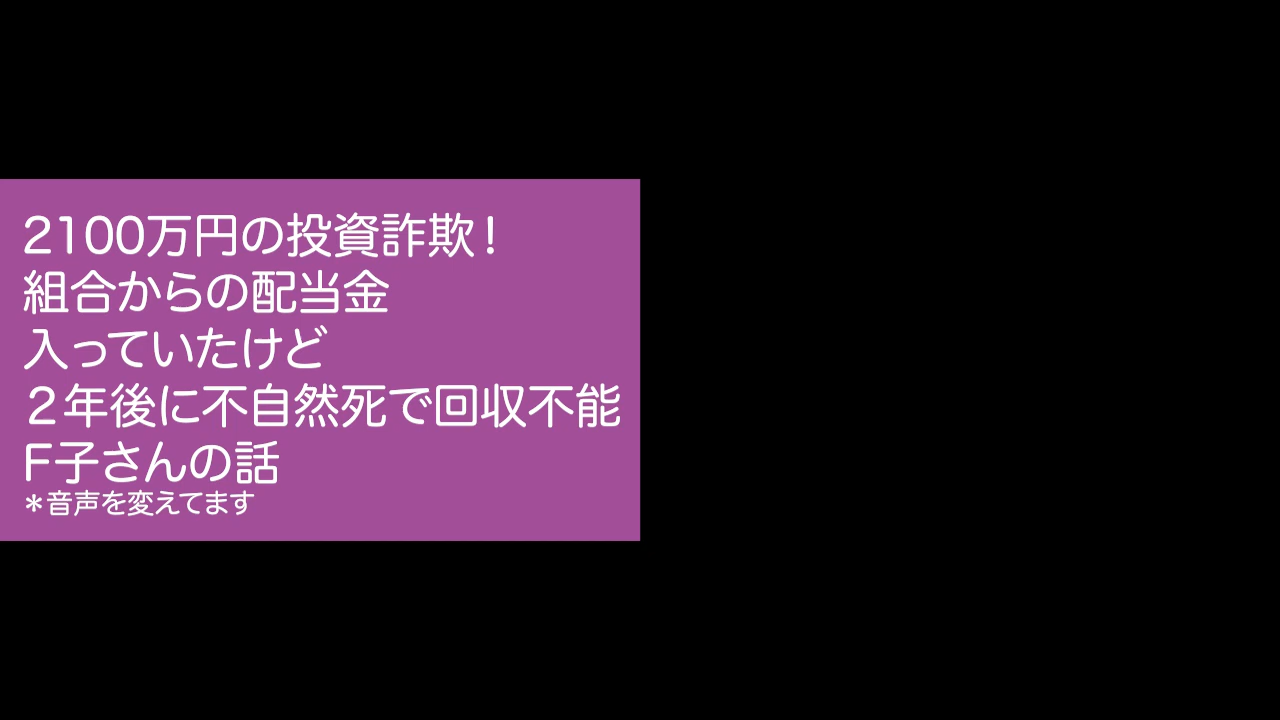 2100万円の投資詐欺！
組合からの配当金
入っていたけど
２年後に不自然死で回収不能
F子さんの話
＊音声を変えてます